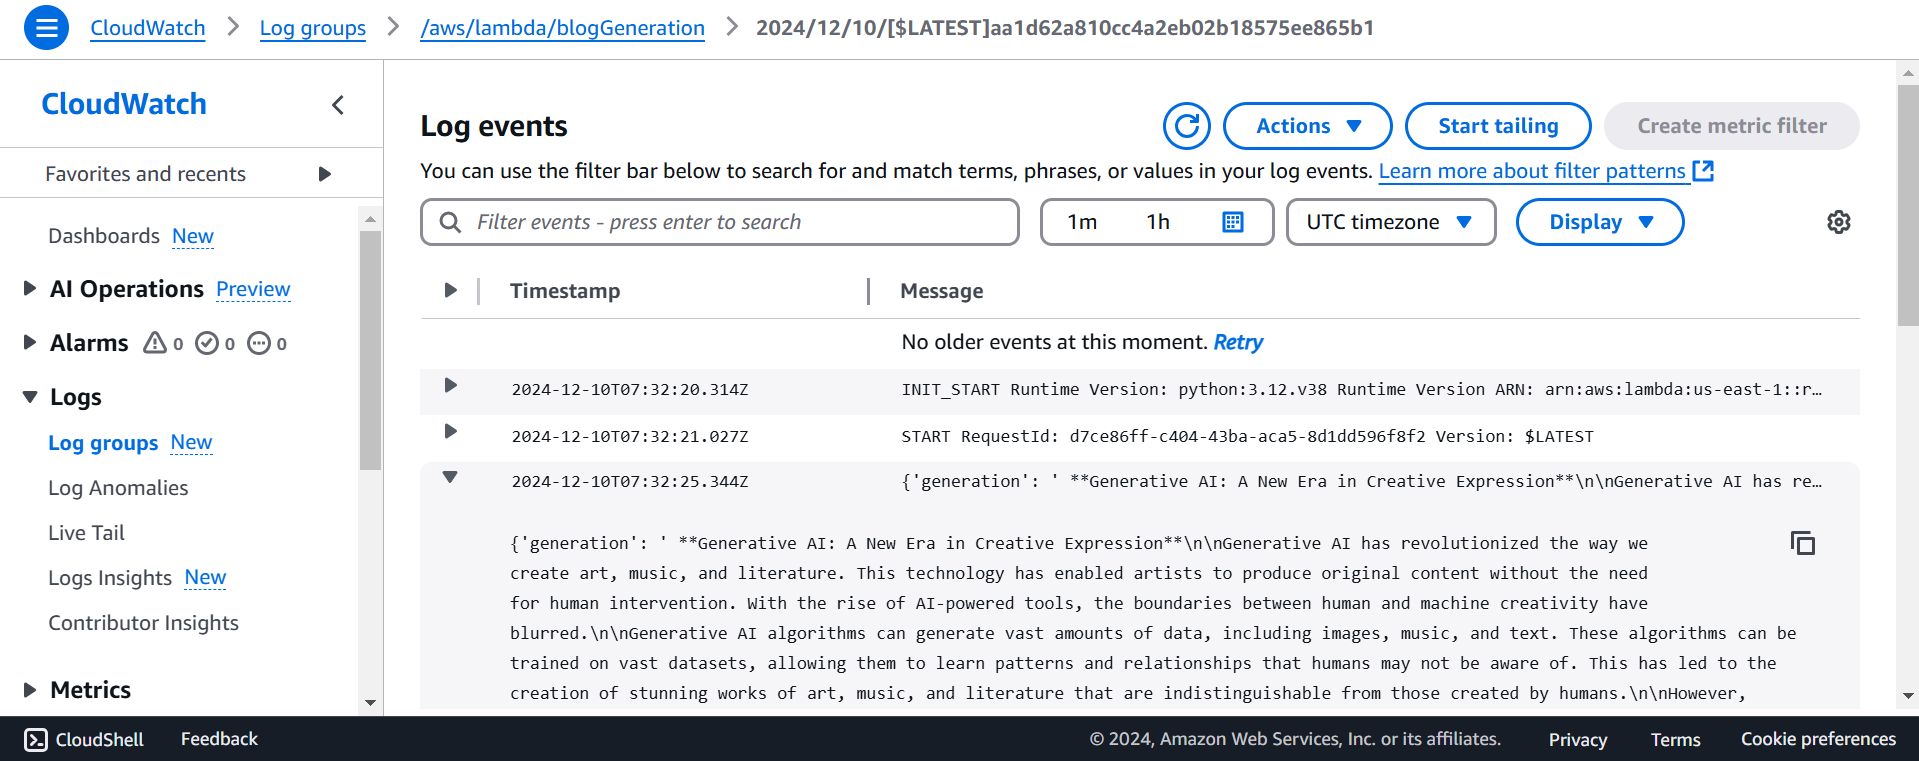 CloudWatch > Log groups > /aws/lambda/blogGeneration > 2024/12/10/[$LATEST]aa1d62a810cc4a2eb02b18575ee865b1
CloudWatch
Favorites and recents
Dashboards New
AI Operations Preview
Alarms 0 0 0
Logs
Log groups New
Log Anomalies
Live Tail
Logs Insights New
Contributor Insights
Metrics
Log events
Actions
Start tailing
Create metric filter
You can use the filter bar below to search for and match terms, phrases, or values in your log events. Learn more about filter patterns
Filter events - press enter to search
1m 1h
UTC timezone
Display
Timestamp Message
No older events at this moment. Retry
2024-12-10T07:32:20.314Z INIT_START Runtime Version: python:3.12.v38 Runtime Version ARN: arn:aws:lambda:us-east-1::r…
2024-12-10T07:32:21.027Z START RequestId: d7ce86ff-c404-43ba-aca5-8d1dd596f8f2 Version: $LATEST
2024-12-10T07:32:25.344Z {'generation': ' **Generative AI: A New Era in Creative Expression**\n\nGenerative AI has re…
{'generation': ' **Generative AI: A New Era in Creative Expression**\n\nGenerative AI has revolutionized the way we
create art, music, and literature. This technology has enabled artists to produce original content without the need
for human intervention. With the rise of AI-powered tools, the boundaries between human and machine creativity have
blurred.\n\nGenerative AI algorithms can generate vast amounts of data, including images, music, and text. These algorithms can be
trained on vast datasets, allowing them to learn patterns and relationships that humans may not be aware of. This has led to the
creation of stunning works of art, music, and literature that are indistinguishable from those created by humans.\n\nHowever,
CloudShell Feedback © 2024, Amazon Web Services, Inc. or its affiliates. Privacy Terms Cookie preferences